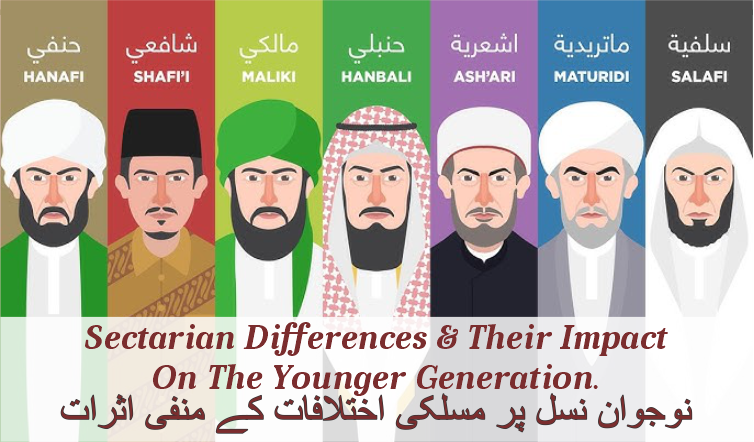 حنفي
HANAFI
شافعي
SHAFI'I
مالكي
MALIKI
حنبلي
HANBALI
اشعرية
ASH'ARI
ماتريدية
MATURIDI
سلفية
SALAFI
Sectarian Differences & Their Impact
On The Younger Generation.
نوجوان نسل پر مسلکی اختلافات کے منفی اثرات